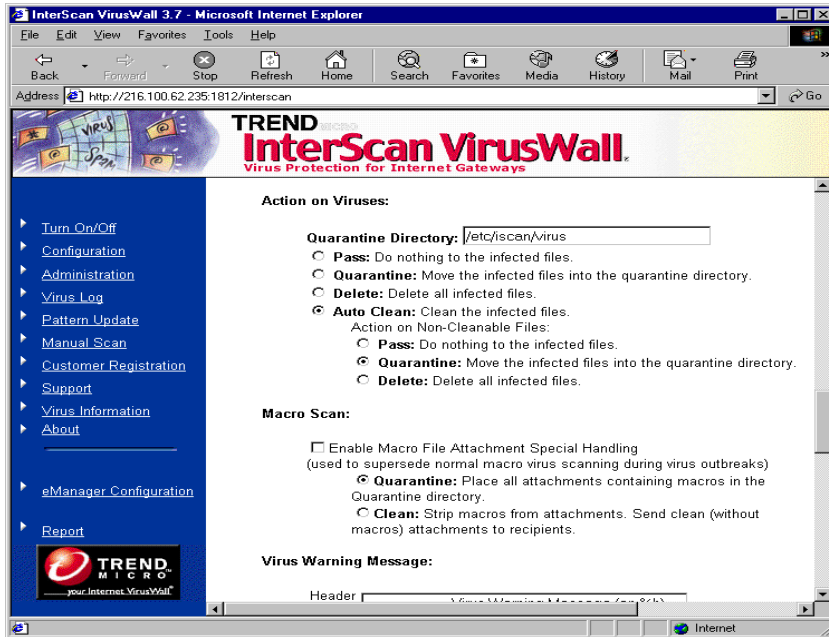 InterScan VirusWall 3.7 - Microsoft Internet Explorer
File Edit View Favorites Tools Help
Back Forward Stop Refresh Home Search Favorites Media History Mail Print
Address http://216.100.62.235:1812/interscan Go
VIRUS
SPAM
TREND MICRO
InterScan VirusWall.
Virus Protection for Internet Gateways
Turn On/Off
Configuration
Administration
Virus Log
Pattern Update
Manual Scan
Customer Registration
Support
Virus Information
About
eManager Configuration
Report
TREND
MICRO
your Internet VirusWall
Action on Viruses:
Quarantine Directory: /etc/iscan/virus
Pass: Do nothing to the infected files.
Quarantine: Move the infected files into the quarantine directory.
Delete: Delete all infected files.
Auto Clean: Clean the infected files.
Action on Non-Cleanable Files:
Pass: Do nothing to the infected files.
Quarantine: Move the infected files into the quarantine directory.
Delete: Delete all infected files.
Macro Scan:
Enable Macro File Attachment Special Handling
(used to supersede normal macro virus scanning during virus outbreaks)
Quarantine: Place all attachments containing macros in the
Quarantine directory.
Clean: Strip macros from attachments. Send clean (without
macros) attachments to recipients.
Virus Warning Message:
Header Virus Warning Message
Internet